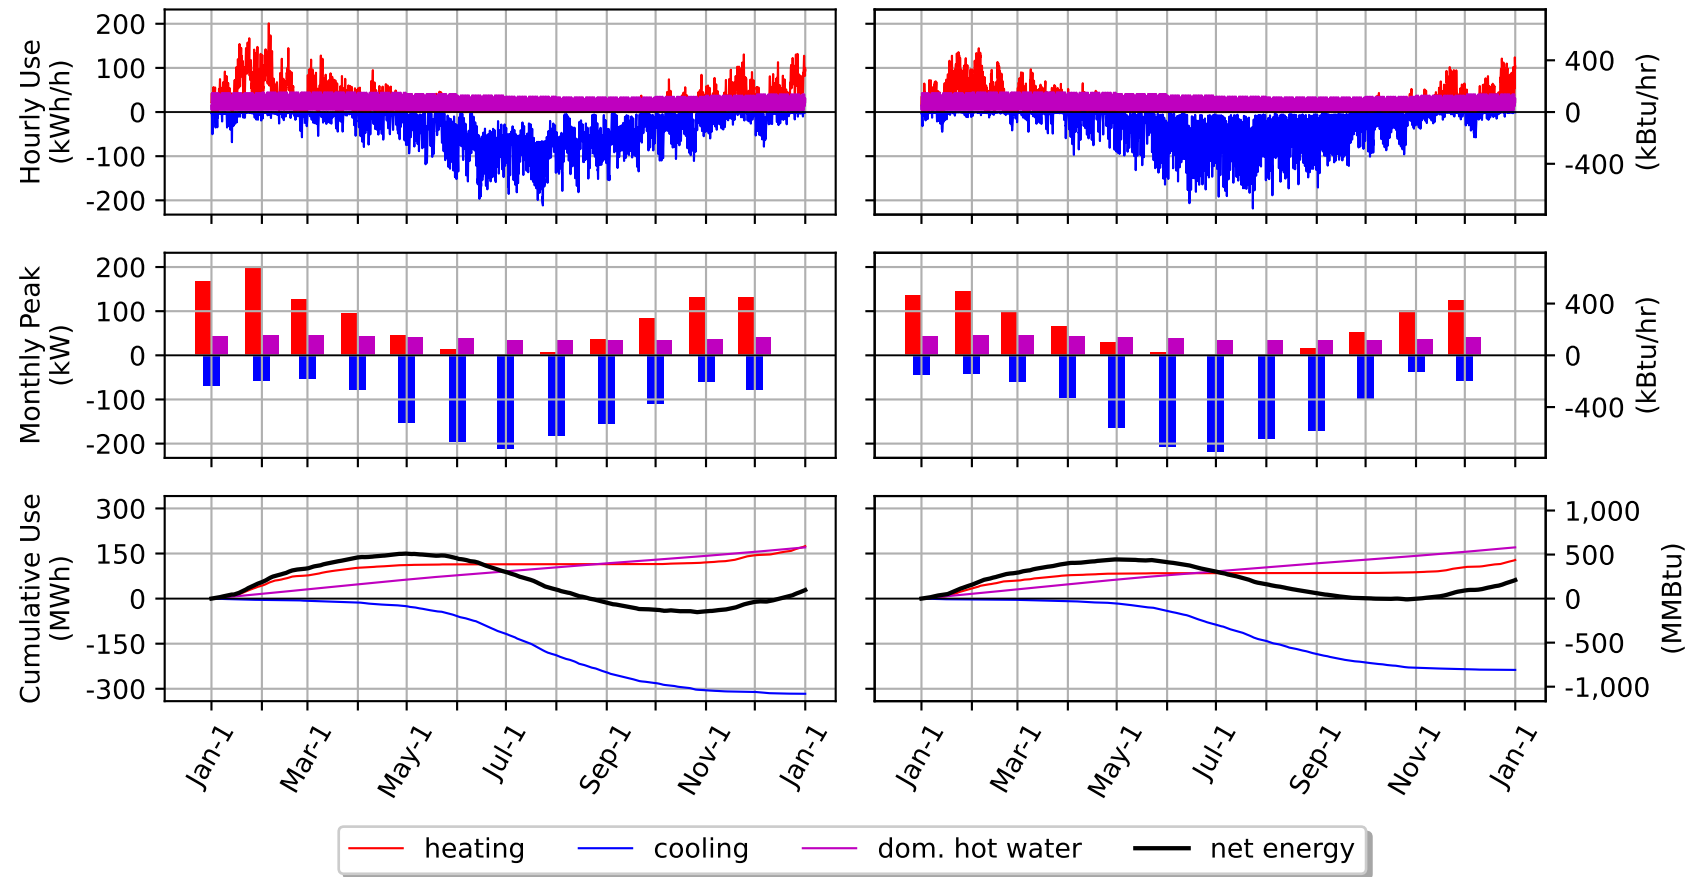 Hourly Use
(kWh/h)
200
100
0
-100
-200
400
0
-400
(kBtu/hr)
Monthly Peak
(kW)
200
100
0
-100
-200
400
0
-400
(kBtu/hr)
Cumulative Use
(MWh)
300
150
0
-150
-300
1,000
500
0
-500
-1,000
(MMBtu)
Jan-1 Mar-1 May-1 Jul-1 Sep-1 Nov-1 Jan-1
Jan-1 Mar-1 May-1 Jul-1 Sep-1 Nov-1 Jan-1
heating cooling dom. hot water net energy